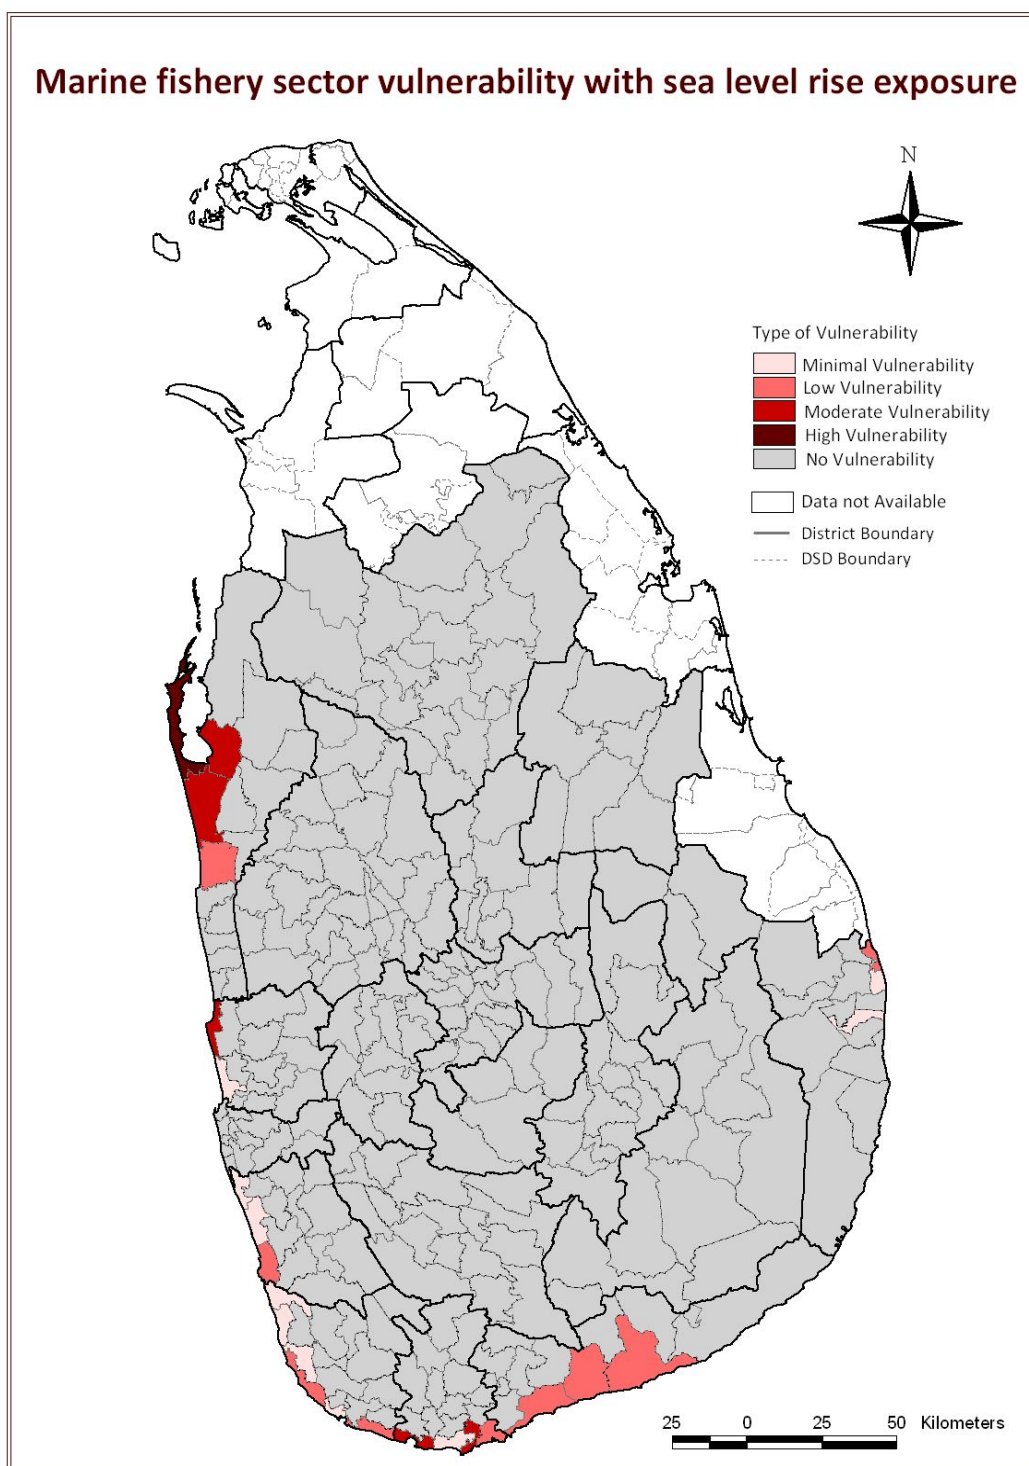 Marine fishery sector vulnerability with sea level rise exposure
N
Type of Vulnerability
Minimal Vulnerability
Low Vulnerability
Moderate Vulnerability
High Vulnerability
No Vulnerability
Data not Available
District Boundary
DSD Boundary
25 0 25 50 Kilometers